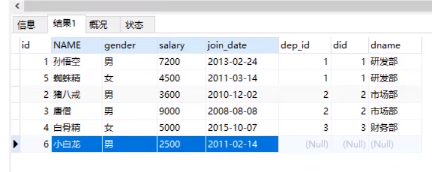 信息 结果1 概况 状态
id NAME gender salary join_date dep_id did dname
1 孙悟空 男 7200 2013-02-24 1 1 研发部
5 蜘蛛精 女 4500 2011-03-14 1 1 研发部
2 猪八戒 男 3600 2010-12-02 2 2 市场部
3 唐僧 男 9000 2008-08-08 2 2 市场部
4 白骨精 女 5000 2015-10-07 3 3 财务部
6 小白龙 男 2500 2011-02-14 (Null) (Null) (Null)